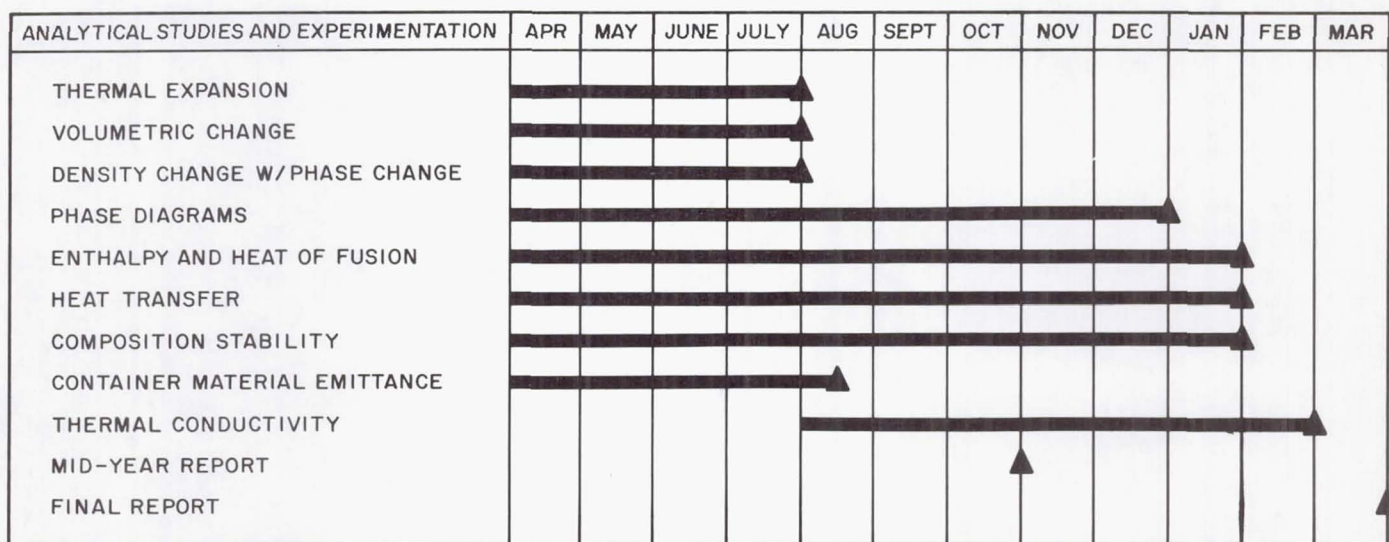 ANALYTICAL STUDIES AND EXPERIMENTATION APR MAY JUNE JULY AUG SEPT OCT NOV DEC JAN FEB MAR
THERMAL EXPANSION
VOLUMETRIC CHANGE
DENSITY CHANGE W/PHASE CHANGE
PHASE DIAGRAMS
ENTHALPY AND HEAT OF FUSION
HEAT TRANSFER
COMPOSITION STABILITY
CONTAINER MATERIAL EMITTANCE
THERMAL CONDUCTIVITY
MID-YEAR REPORT
FINAL REPORT